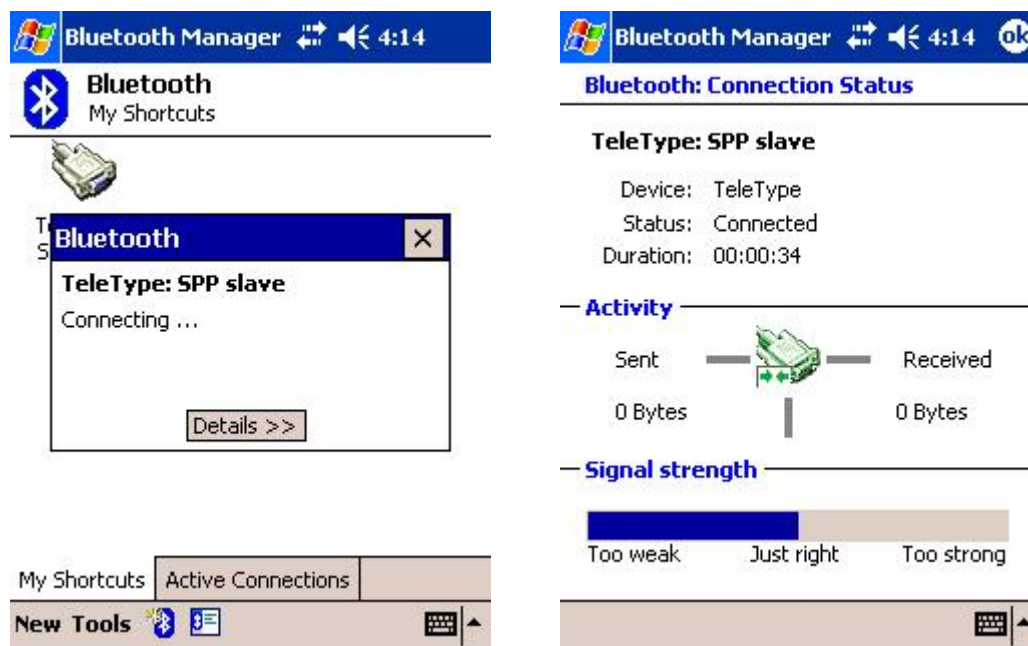 Bluetooth Manager 4:14
Bluetooth
My Shortcuts
T
S
Bluetooth
TeleType: SPP slave
Connecting ...
Details >>
My Shortcuts Active Connections
New Tools
Bluetooth Manager 4:14 ok
Bluetooth: Connection Status
TeleType: SPP slave
Device: TeleType
Status: Connected
Duration: 00:00:34
Activity
Sent Received
0 Bytes 0 Bytes
Signal strength
Too weak Just right Too strong